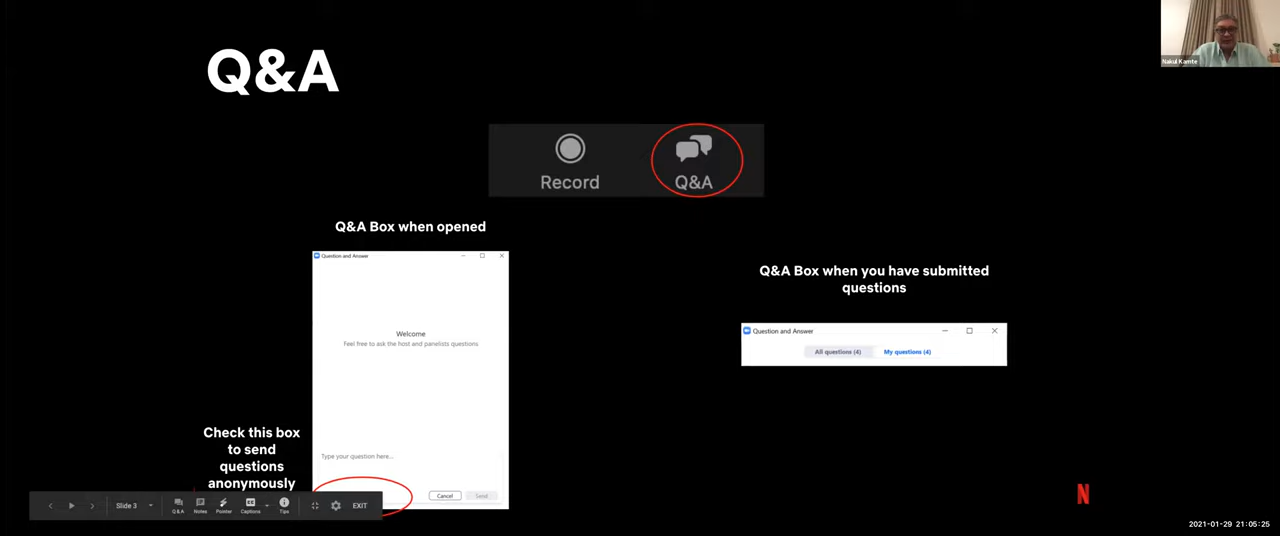 Q&A
Nakul Kamte
Record
Q&A
Q&A Box when opened
Question and Answer
Welcome
Feel free to ask the host and panelists questions
Type your question here...
Cancel
Send
Q&A Box when you have submitted
questions
Question and Answer
All questions (4)
My questions (4)
Check this box
to send
questions
anonymously
Slide 3
Q&A
Notes
Pointer
Captions
Tips
EXIT
N
2021-01-29 21:05:25